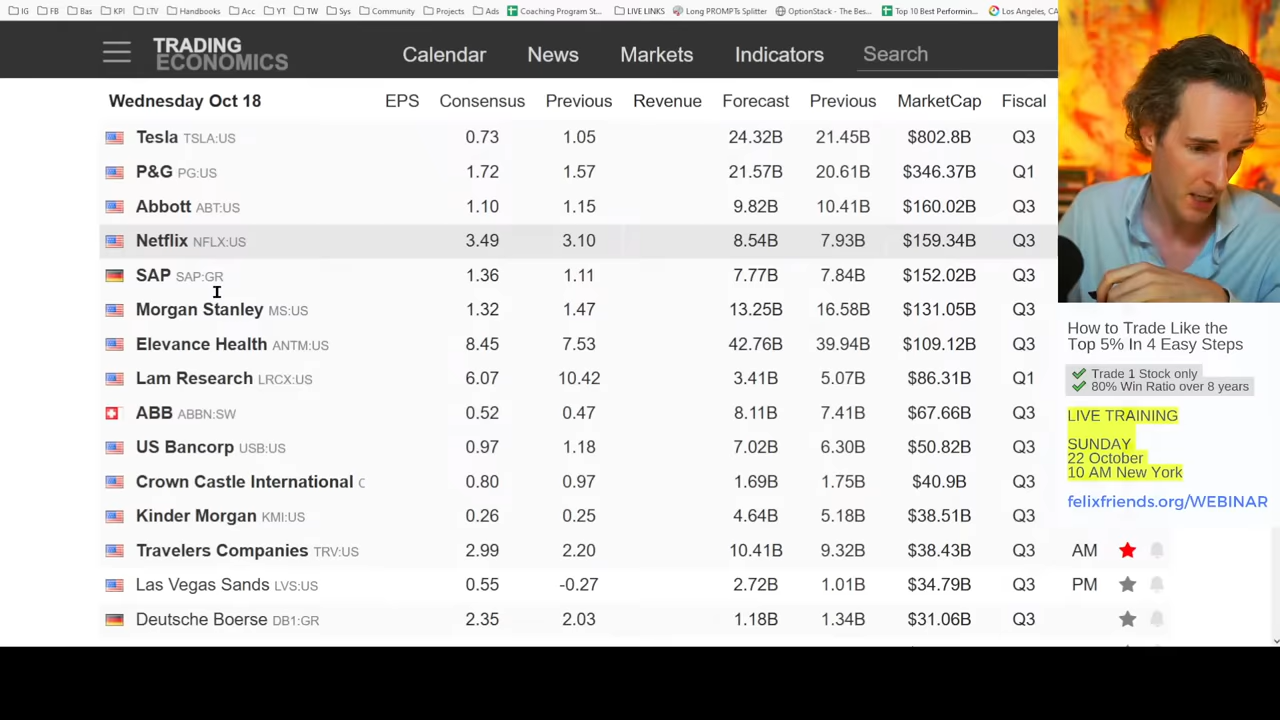 IG FB Bas KPI LTV Handbooks Acc YT TW Sys Community Projects Ads Coaching Program St... LIVE LINKS Long PROMPTs Splitter OptionStack - The Bes... Top 10 Best Performin... Los Angeles, CA
TRADING
ECONOMICS
Calendar News Markets Indicators Search
Wednesday Oct 18 EPS Consensus Previous Revenue Forecast Previous MarketCap Fiscal
Tesla TSLA:US 0.73 1.05 24.32B 21.45B $802.8B Q3
P&G PG:US 1.72 1.57 21.57B 20.61B $346.37B Q1
Abbott ABT:US 1.10 1.15 9.82B 10.41B $160.02B Q3
Netflix NFLX:US 3.49 3.10 8.54B 7.93B $159.34B Q3
SAP SAP:GR 1.36 1.11 7.77B 7.84B $152.02B Q3
Morgan Stanley MS:US 1.32 1.47 13.25B 16.58B $131.05B Q3
Elevance Health ANTM:US 8.45 7.53 42.76B 39.94B $109.12B Q3
Lam Research LRCX:US 6.07 10.42 3.41B 5.07B $86.31B Q1
ABB ABBN:SW 0.52 0.47 8.11B 7.41B $67.66B Q3
US Bancorp USB:US 0.97 1.18 7.02B 6.30B $50.82B Q3
Crown Castle International C 0.80 0.97 1.69B 1.75B $40.9B Q3
Kinder Morgan KMI:US 0.26 0.25 4.64B 5.18B $38.51B Q3
Travelers Companies TRV:US 2.99 2.20 10.41B 9.32B $38.43B Q3 AM
Las Vegas Sands LVS:US 0.55 -0.27 2.72B 1.01B $34.79B Q3 PM
Deutsche Boerse DB1:GR 2.35 2.03 1.18B 1.34B $31.06B Q3
How to Trade Like the
Top 5% In 4 Easy Steps
Trade 1 Stock only
80% Win Ratio over 8 years
LIVE TRAINING
SUNDAY
22 October
10 AM New York
felixfriends.org/WEBINAR